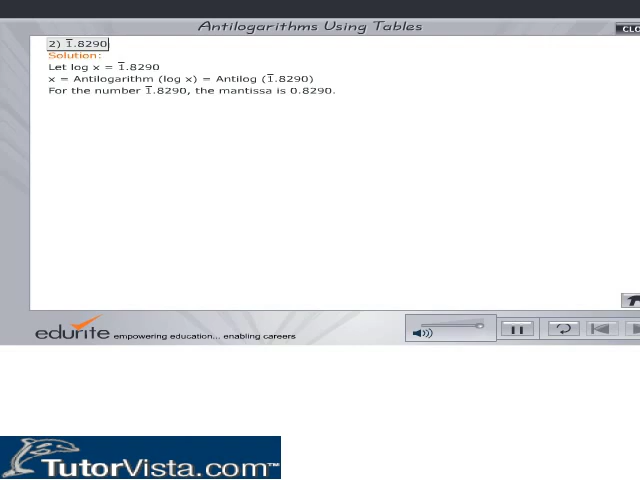 Antilogarithms Using Tables
CLO
2) 1̅.8290
Solution:
Let log x = 1̅.8290
x = Antilogarithm (log x) = Antilog (1̅.8290)
For the number 1̅.8290, the mantissa is 0.8290.
edurite empowering education... enabling careers
TutorVista.com™